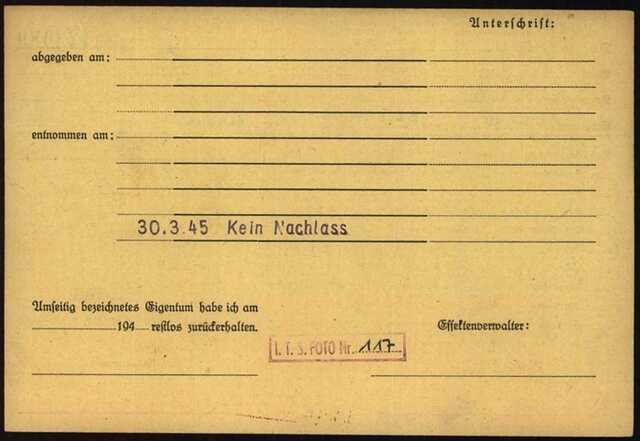 Unterschrift:
abgegeben am:
entnommen am:
30.3.45 Kein Nachlass
Umseitig bezeichnetes Eigentum habe ich am
194 restlos zurückerhalten.
Effektenverwalter:
I. T. S. FOTO Nr. 117